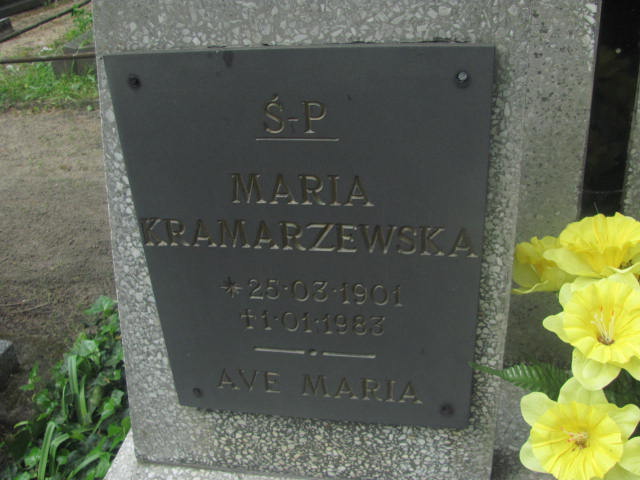 Ś-P
MARIA
KRAMARZEWSKA
* 25·03·1901
†1·01·1983
AVE MARIA